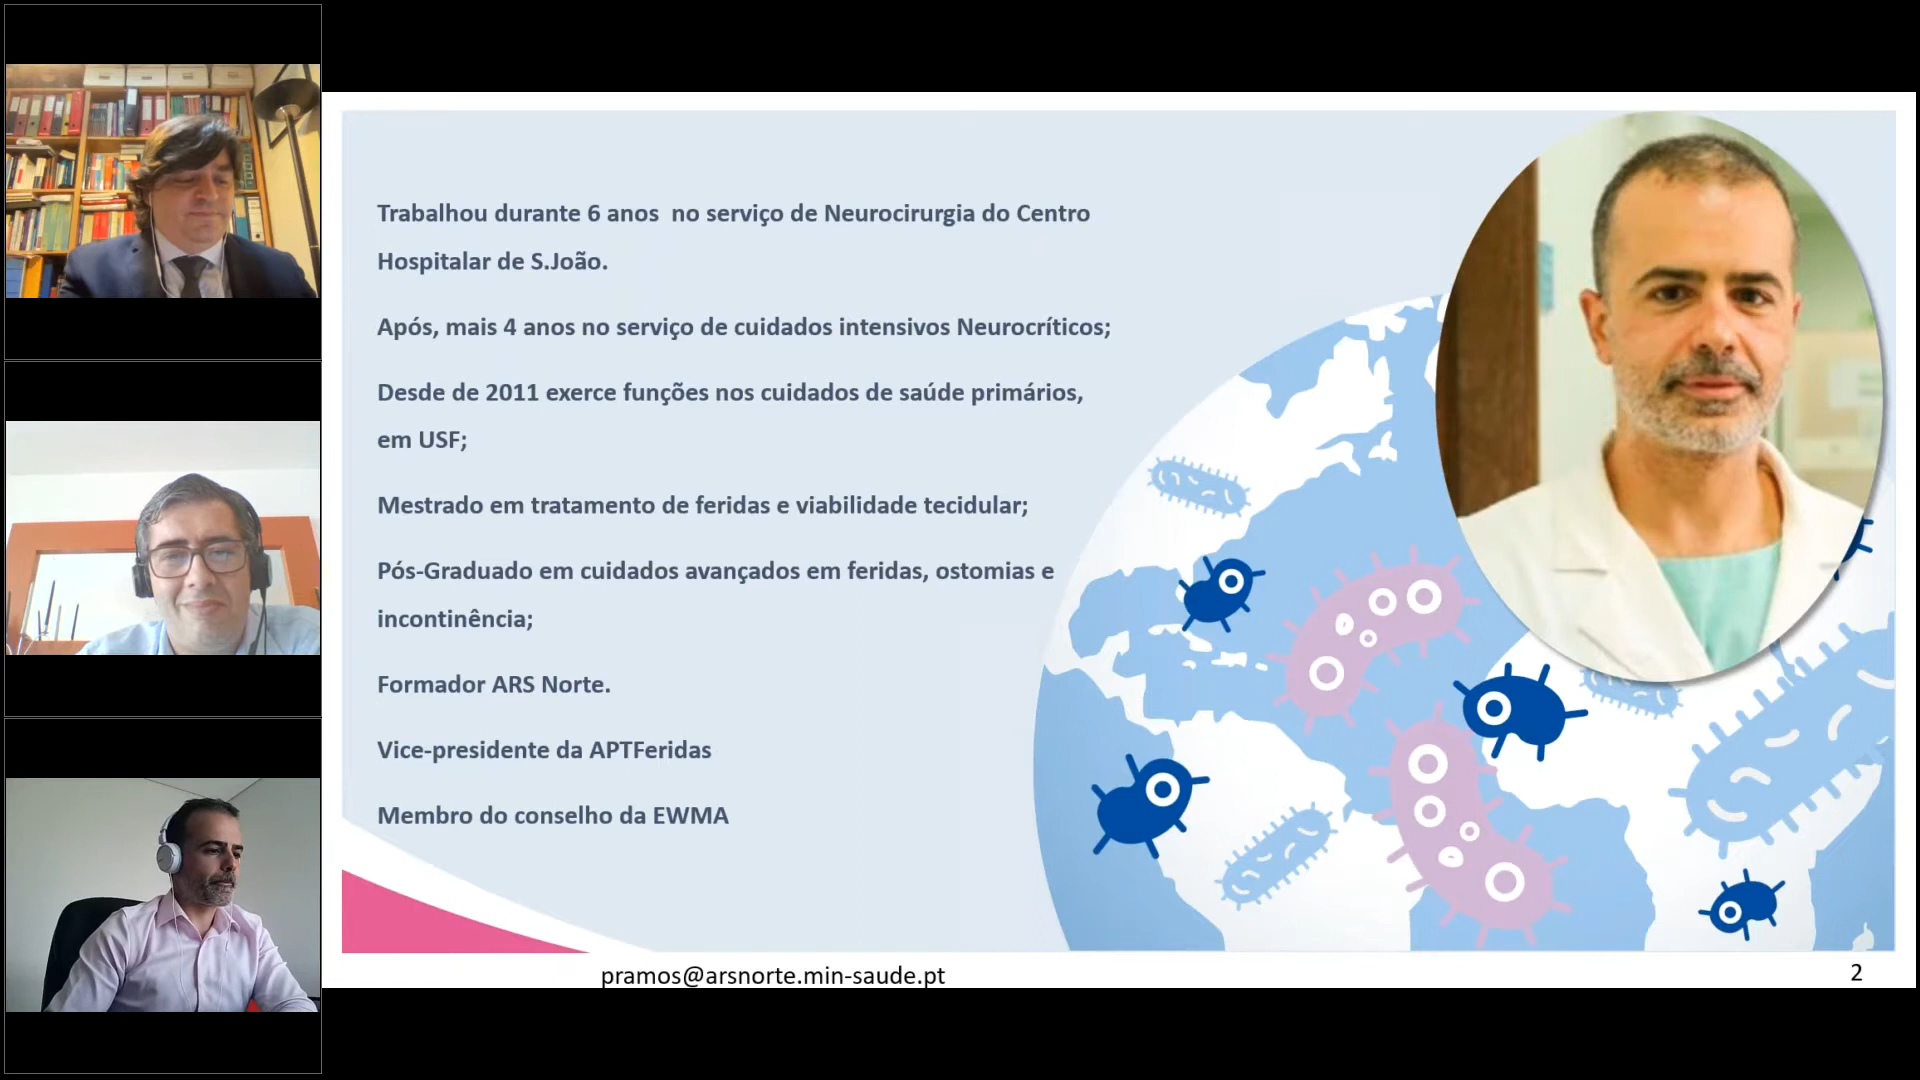 Trabalhou durante 6 anos no serviço de Neurocirurgia do Centro
Hospitalar de S.João.
Após, mais 4 anos no serviço de cuidados intensivos Neurocríticos;
Desde de 2011 exerce funções nos cuidados de saúde primários,
em USF;
Mestrado em tratamento de feridas e viabilidade tecidular;
Pós-Graduado em cuidados avançados em feridas, ostomias e
incontinência;
Formador ARS Norte.
Vice-presidente da APTFeridas
Membro do conselho da EWMA
pramos@arsnorte.min-saude.pt
2